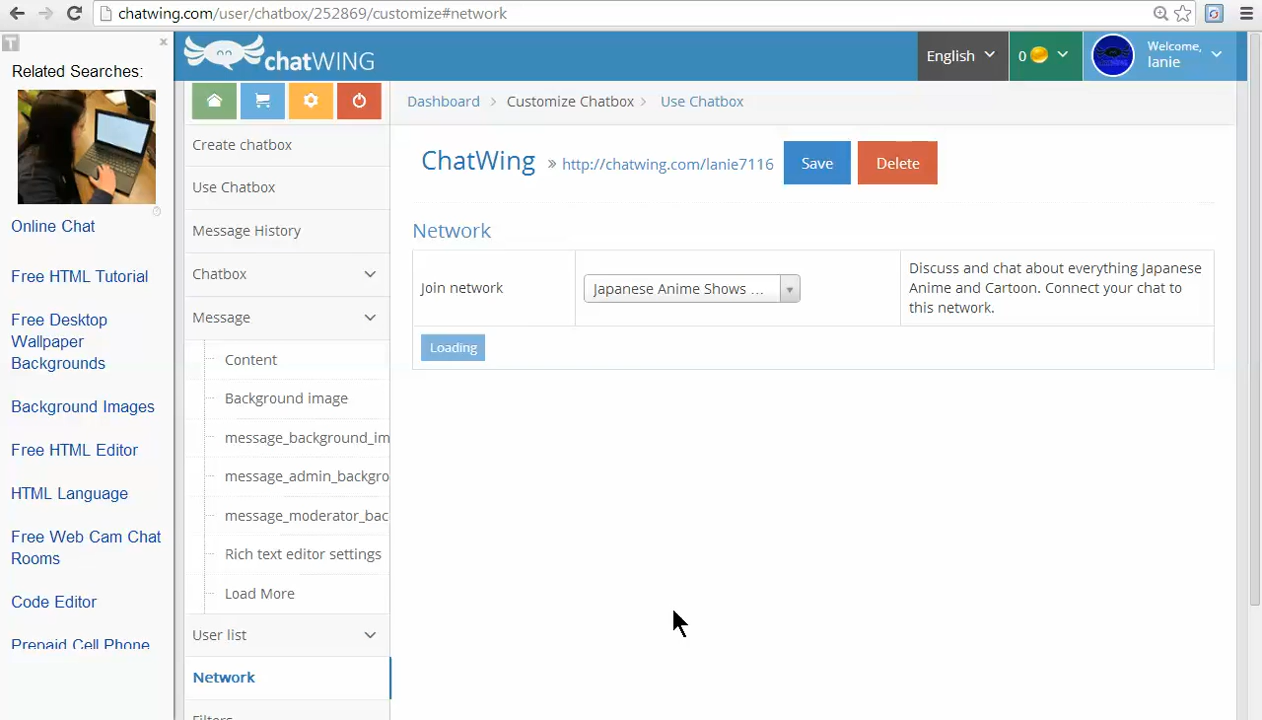 chatwing.com/user/chatbox/252869/customize#network
T
Related Searches:
Online Chat
Free HTML Tutorial
Free Desktop
Wallpaper
Backgrounds
Background Images
Free HTML Editor
HTML Language
Free Web Cam Chat
Rooms
Code Editor
Prepaid Cell Phone
chatWING
English
0
Welcome,
lanie
Create chatbox
Use Chatbox
Message History
Chatbox
Message
Content
Background image
message_background_im
message_admin_backgro
message_moderator_bac
Rich text editor settings
Load More
User list
Network
Filters
Dashboard > Customize Chatbox > Use Chatbox
ChatWing » http://chatwing.com/lanie7116 Save Delete
Network
Join network
Japanese Anime Shows ...
Discuss and chat about everything Japanese
Anime and Cartoon. Connect your chat to
this network.
Loading